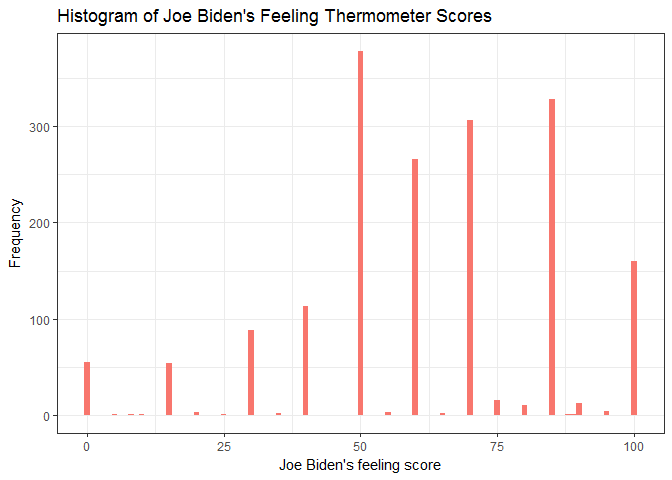 Histogram of Joe Biden's Feeling Thermometer Scores
Frequency
300
200
100
0
0 25 50 75 100
Joe Biden's feeling score